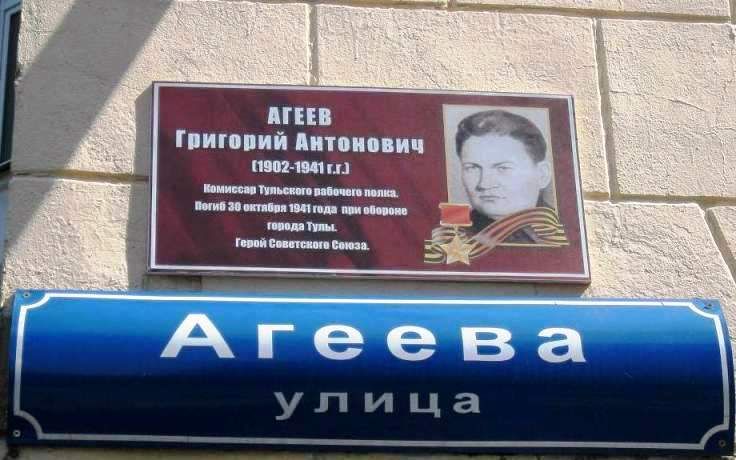 АГЕЕВ
Григорий Антонович
(1902-1941 г.г.)
Комиссар Тульского рабочего полка.
Погиб 30 октября 1941 года при обороне
города Тулы.
Герой Советского Союза.
Агеева
улица